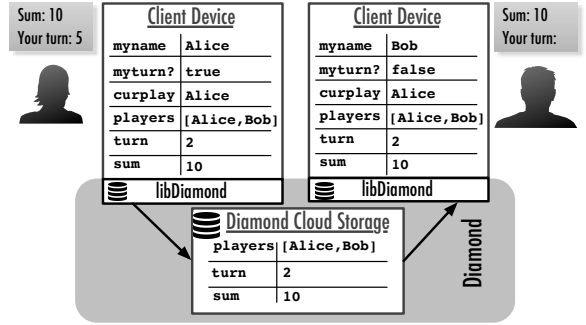 Sum: 10
Your turn: 5
Client Device
myname Alice
myturn? true
curplay Alice
players [Alice,Bob]
turn 2
sum 10
libDiamond
Client Device
myname Bob
myturn? false
curplay Alice
players [Alice,Bob]
turn 2
sum 10
libDiamond
Sum: 10
Your turn:
Diamond Cloud Storage
players [Alice,Bob]
turn 2
sum 10
Diamond